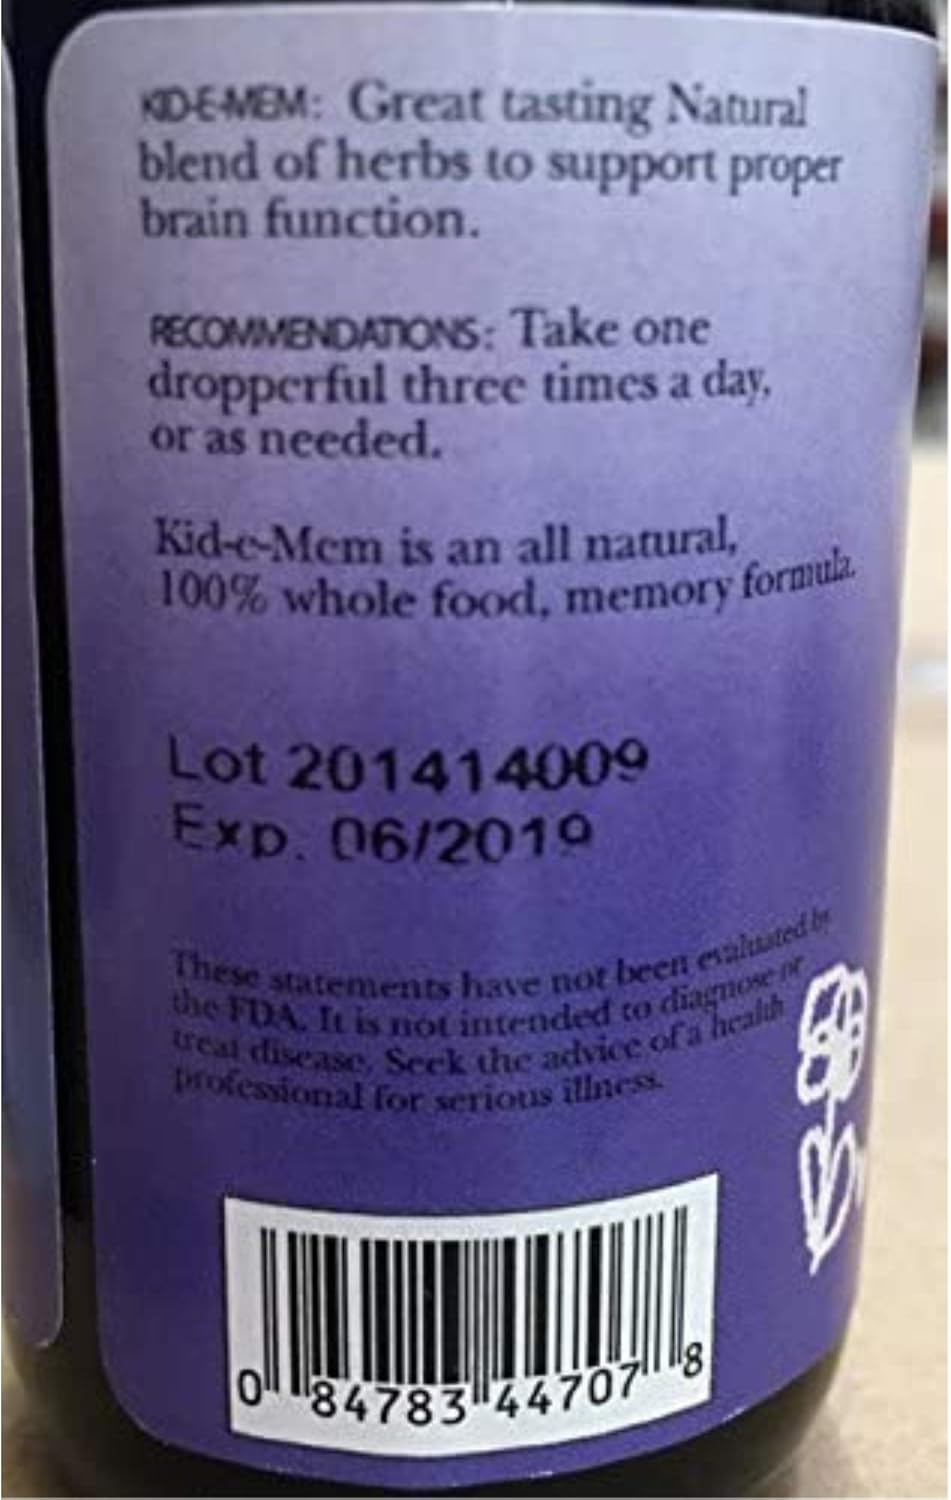 KID-E-MEM: Great tasting Natural
blend of herbs to support proper
brain function.
RECOMMENDATIONS: Take one
dropperful three times a day,
or as needed.
Kid-e-Mem is an all natural,
100% whole food, memory formula.
Lot 201414009
Exp. 06/2019
These statements have not been evaluated by
the FDA. It is not intended to diagnose or
treat disease. Seek the advice of a health
professional for serious illness.
0 84783 44707 8